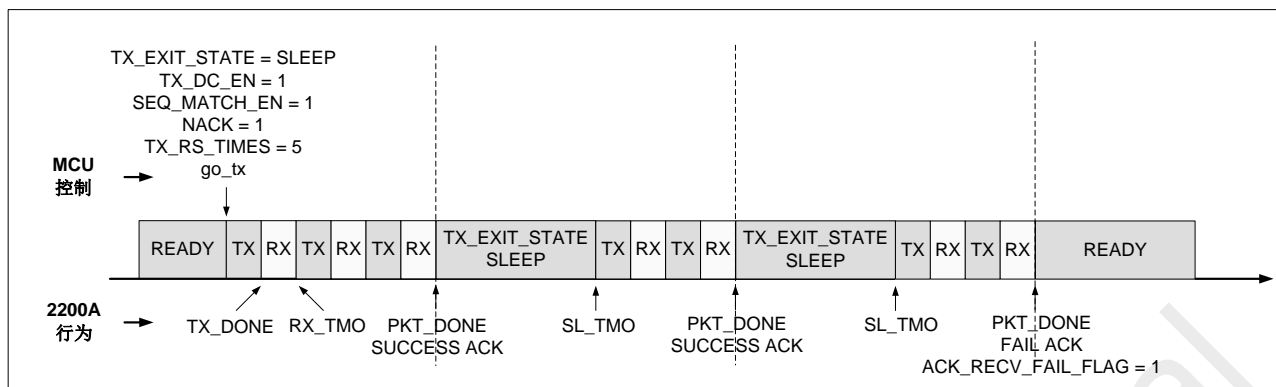 TX_EXIT_STATE = SLEEP
TX_DC_EN = 1
SEQ_MATCH_EN = 1
NACK = 1
TX_RS_TIMES = 5
go_tx
MCU
控制
READY TX RX TX RX TX RX TX_EXIT_STATE SLEEP TX RX TX RX TX_EXIT_STATE SLEEP TX RX TX RX READY
2200A
行为
TX_DONE
RX_TMO
PKT_DONE
SUCCESS ACK
SL_TMO
PKT_DONE
SUCCESS ACK
SL_TMO
PKT_DONE
FAIL ACK
ACK_RECV_FAIL_FLAG = 1